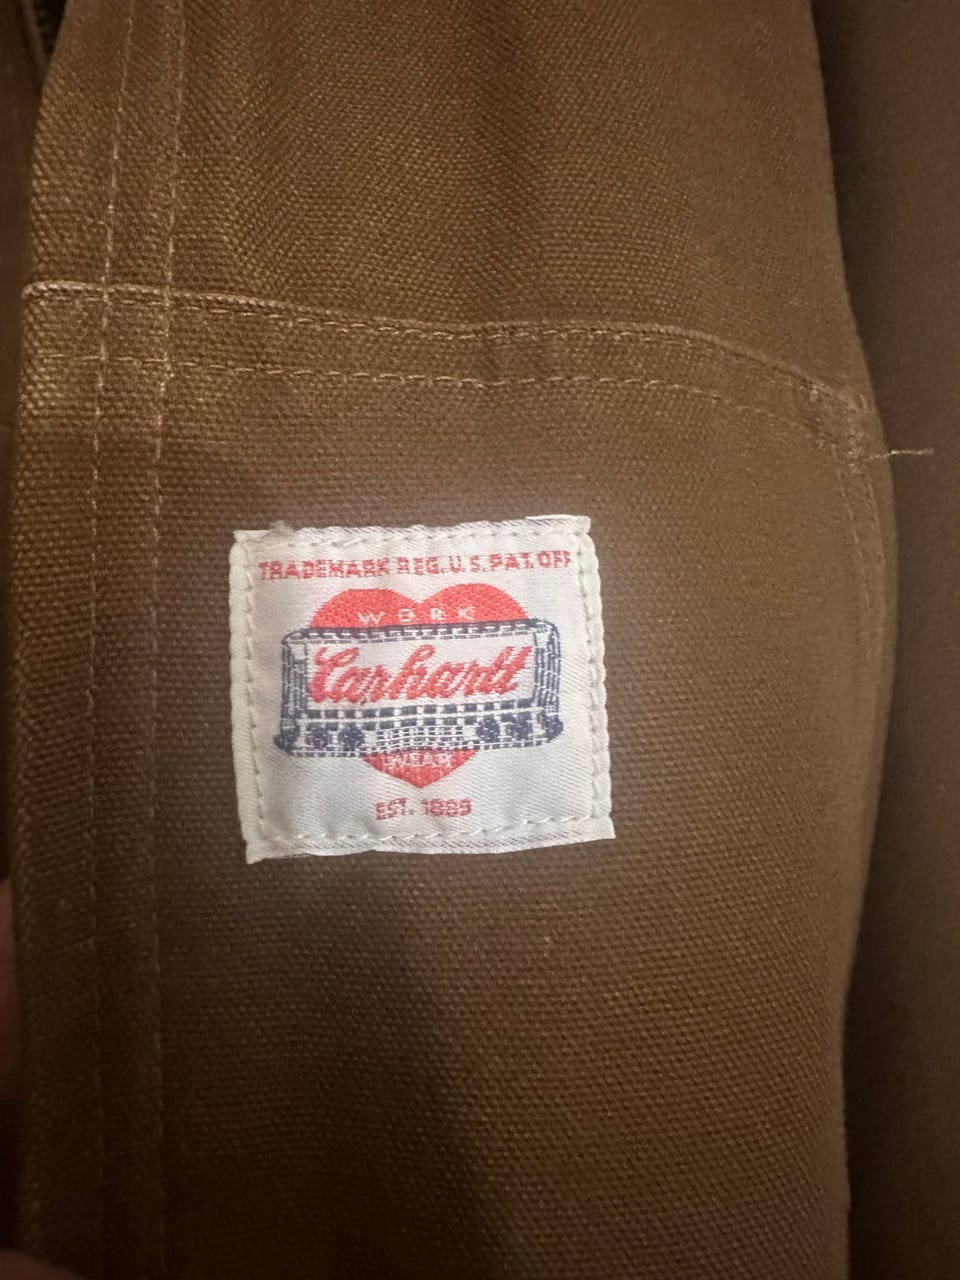 TRADEMARK REG. U.S. PAT. OFF
WORK
Carhartt
WEAR
EST. 1889